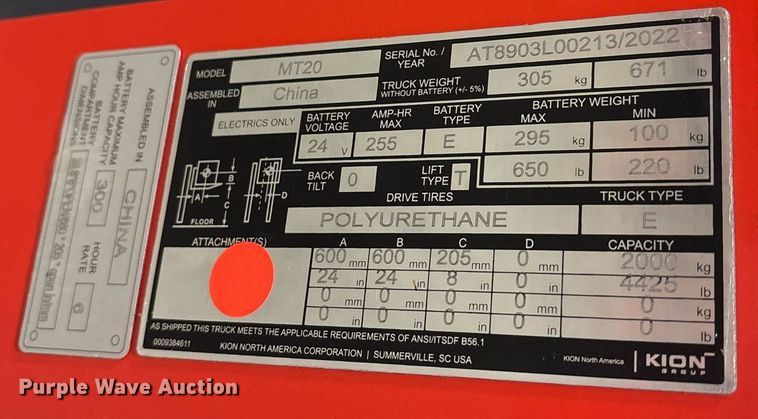 ASSEMBLED IN CHINA
BATTERY MAXIMUM
AMP HOUR CAPACITY 300 HOUR RATE 6
BATTERY
COMPARTMENT
DIMENSIONS
MODEL MT20 SERIAL No. / YEAR AT8903L00213/2022
ASSEMBLED IN China TRUCK WEIGHT WITHOUT BATTERY (+/- 5%) 305 kg 671 lb
ELECTRICS ONLY BATTERY VOLTAGE AMP-HR MAX BATTERY TYPE BATTERY WEIGHT
MAX MIN
24 V 255 E 295 kg 100 kg
650 lb 220 lb
BACK TILT 0 LIFT TYPE T
A B C D
FLOOR
DRIVE TIRES TRUCK TYPE
POLYURETHANE E
ATTACHMENT(S) A B C D CAPACITY
600 mm 600 mm 205 mm 0 mm 2000 kg
24 in 24 in 8 in 0 in 4425 lb
0 mm 0 mm 0 mm 0 mm 0 kg
0 in 0 in 0 in 0 in 0 lb
AS SHIPPED THIS TRUCK MEETS THE APPLICABLE REQUIREMENTS OF ANSI/ITSDF B56.1
0009384611 KION NORTH AMERICA CORPORATION | SUMMERVILLE, SC USA
KION North America | KION GROUP
Purple Wave Auction